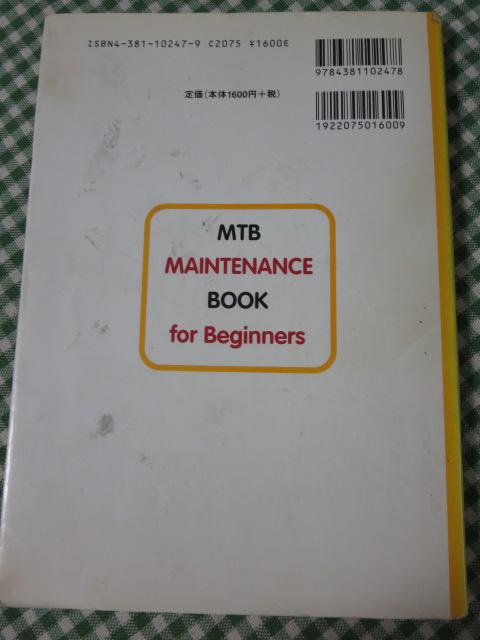 ISBN4-381-10247-9 C2075 ¥1600E
9784381102478
定価(本体1600円+税)
1922075016009
MTB
MAINTENANCE
BOOK
for Beginners